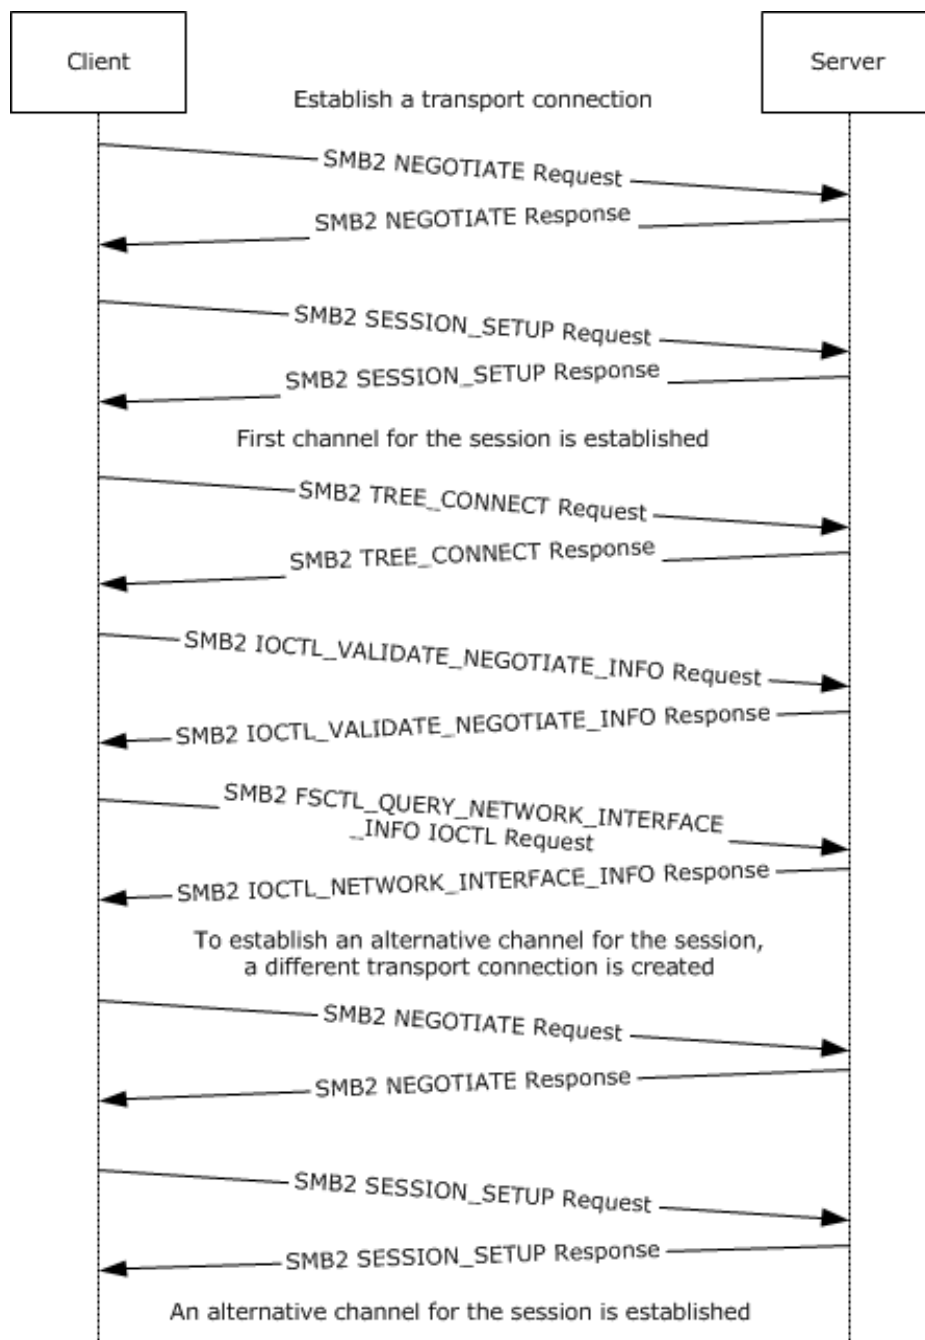 Client
Server
Establish a transport connection
SMB2 NEGOTIATE Request
SMB2 NEGOTIATE Response
SMB2 SESSION_SETUP Request
SMB2 SESSION_SETUP Response
First channel for the session is established
SMB2 TREE_CONNECT Request
SMB2 TREE_CONNECT Response
SMB2 IOCTL_VALIDATE_NEGOTIATE_INFO Request
SMB2 IOCTL_VALIDATE_NEGOTIATE_INFO Response
SMB2 FSCTL_QUERY_NETWORK_INTERFACE
_INFO IOCTL Request
SMB2 IOCTL_NETWORK_INTERFACE_INFO Response
To establish an alternative channel for the session,
a different transport connection is created
SMB2 NEGOTIATE Request
SMB2 NEGOTIATE Response
SMB2 SESSION_SETUP Request
SMB2 SESSION_SETUP Response
An alternative channel for the session is established